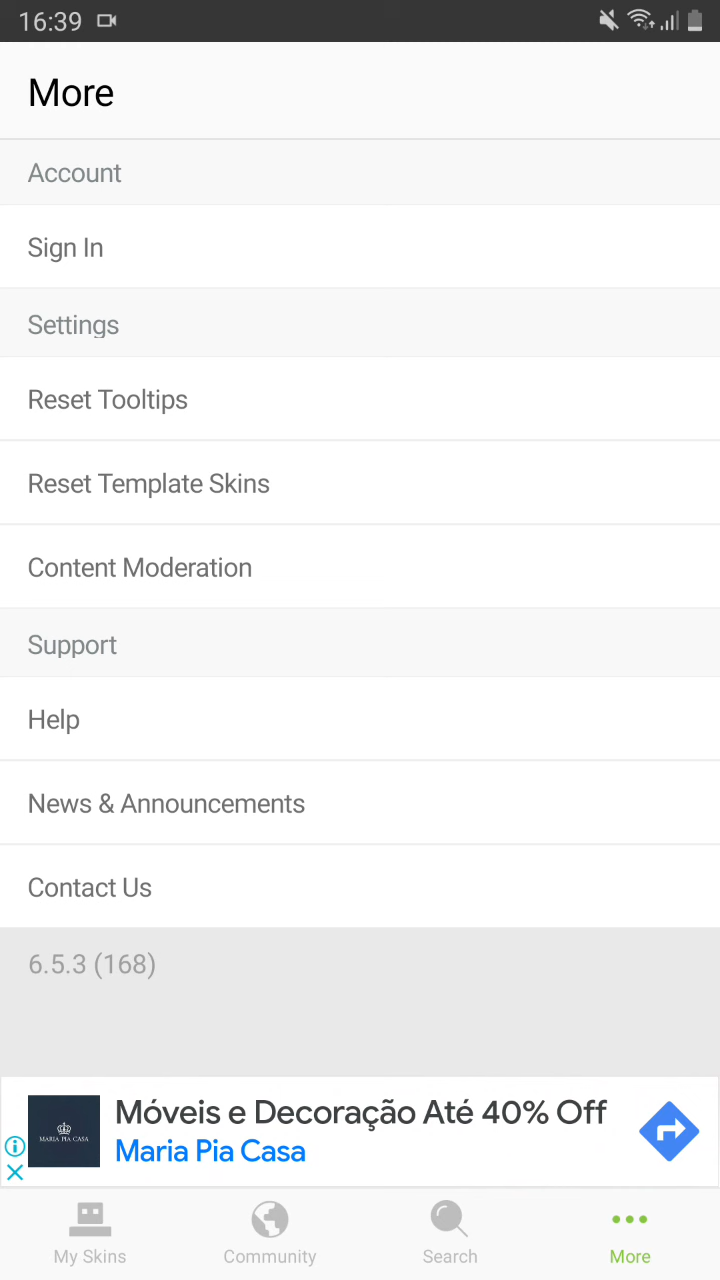 16:39
More
Account
Sign In
Settings
Reset Tooltips
Reset Template Skins
Content Moderation
Support
Help
News & Announcements
Contact Us
6.5.3 (168)
MARIA PIA CASA
Móveis e Decoração Até 40% Off
Maria Pia Casa
My Skins
Community
Search
More